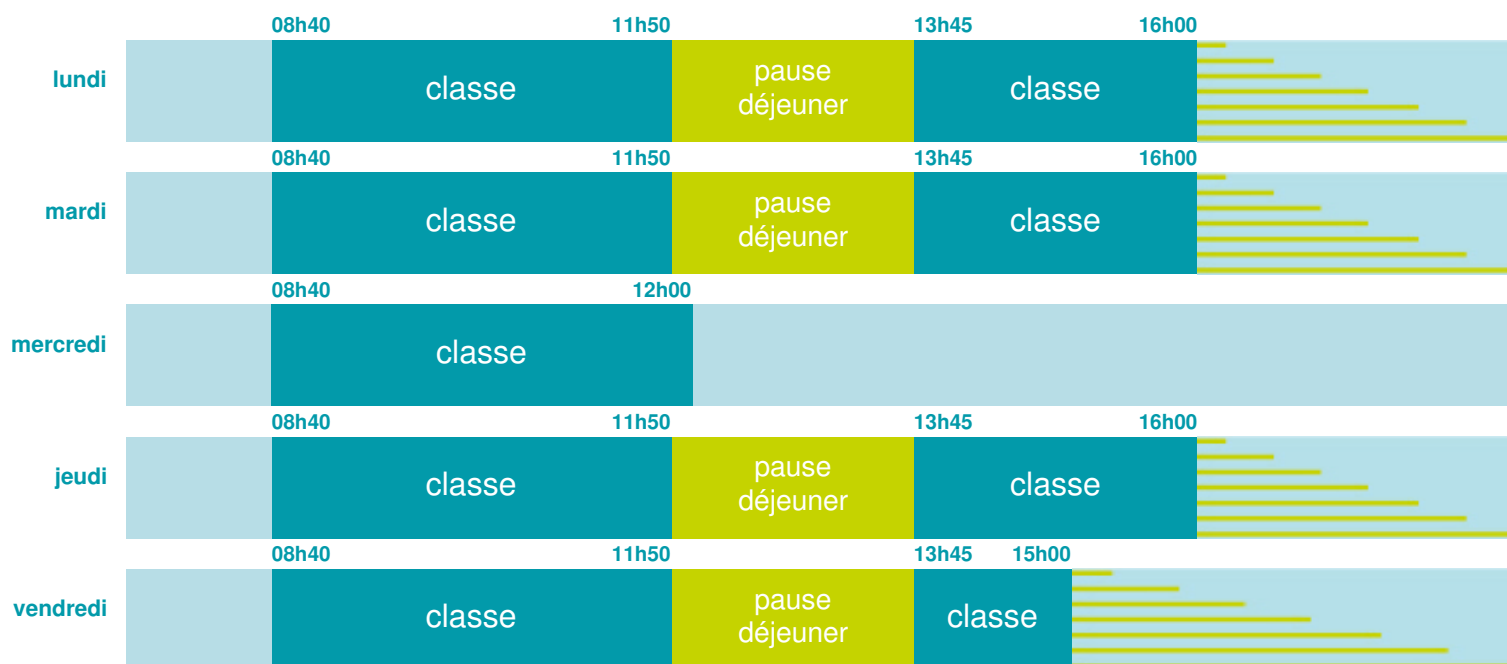 08h40 11h50 13h45 16h00
lundi classe pause déjeuner classe
08h40 11h50 13h45 16h00
mardi classe pause déjeuner classe
08h40 12h00
mercredi classe
08h40 11h50 13h45 16h00
jeudi classe pause déjeuner classe
08h40 11h50 13h45 15h00
vendredi classe pause déjeuner classe